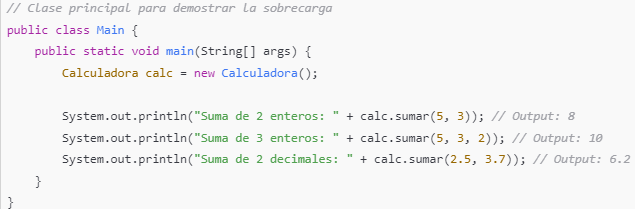 // Clase principal para demostrar la sobrecarga
public class Main {
    public static void main(String[] args) {
        Calculadora calc = new Calculadora();

        System.out.println("Suma de 2 enteros: " + calc.sumar(5, 3)); // Output: 8
        System.out.println("Suma de 3 enteros: " + calc.sumar(5, 3, 2)); // Output: 10
        System.out.println("Suma de 2 decimales: " + calc.sumar(2.5, 3.7)); // Output: 6.2
    }
}